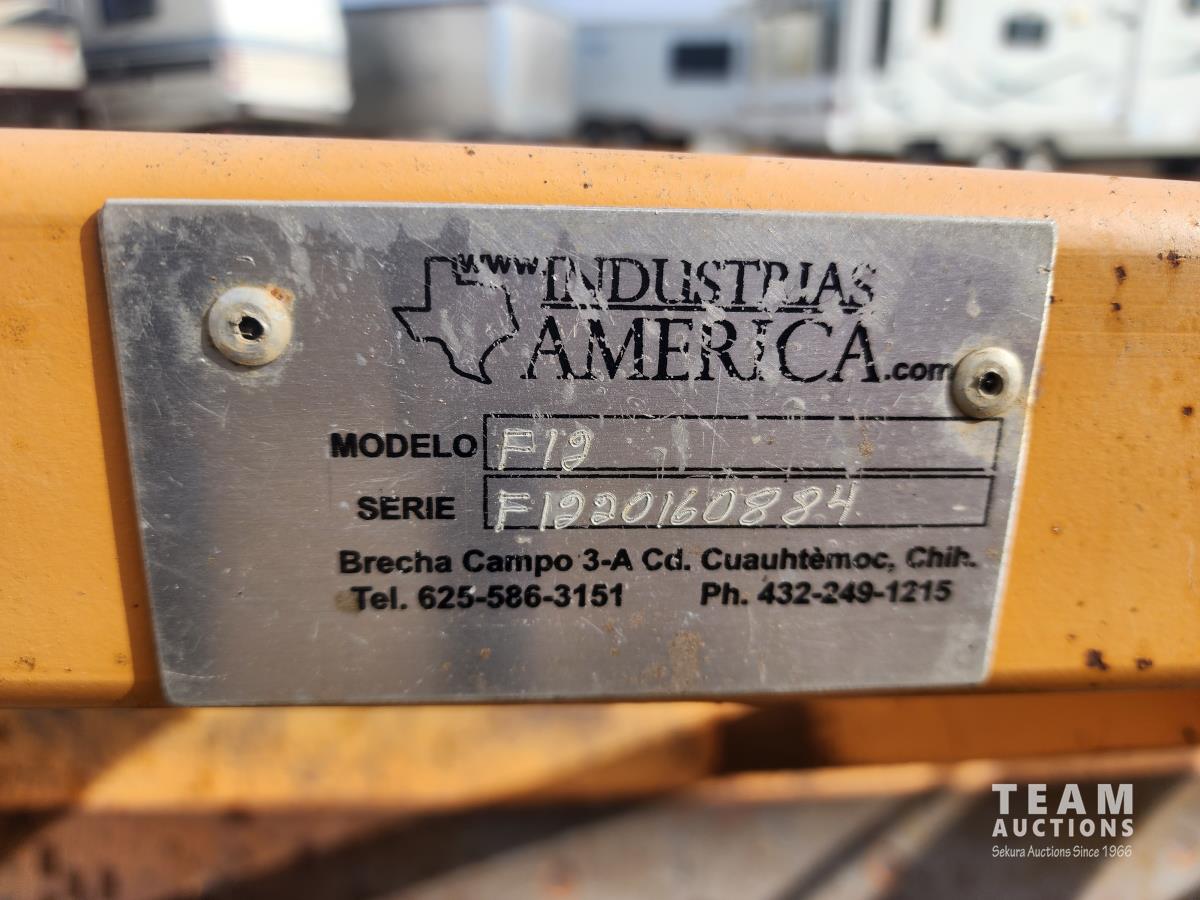 www INDUSTRIAS
AMERICA.com
MODELO F12
SERIE F1220160884
Brecha Campo 3-A Cd. Cuauhtèmoc, Chih.
Tel. 625-586-3151 Ph. 432-249-1215
TEAM
AUCTIONS
Sekura Auctions Since 1966